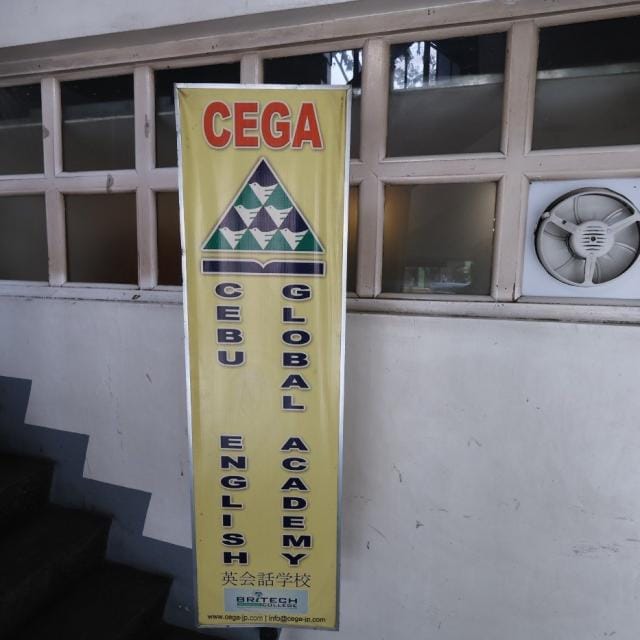 CEGA
CEBU ENGLISH
GLOBAL ACADEMY
英会話学校
BRITECH
COLLEGE
www.cega-jp.com | info@cega-jp.com